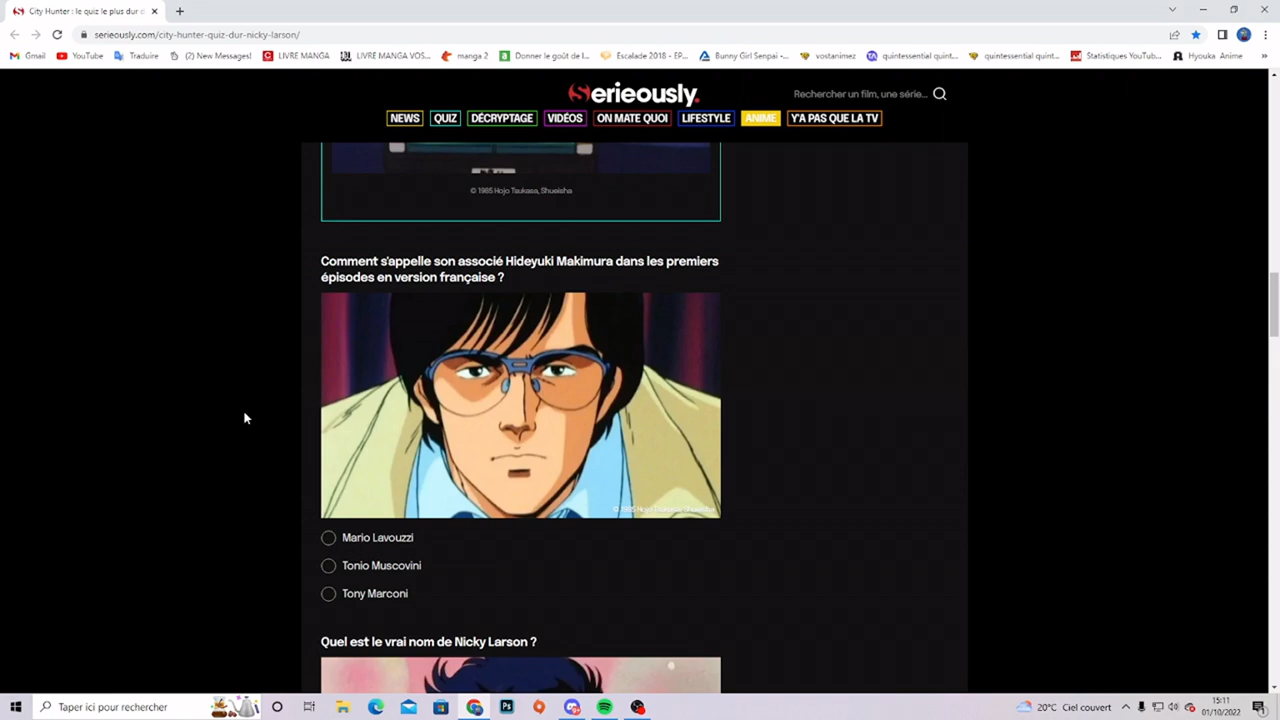 City Hunter : le quiz le plus dur d
serieously.com/city-hunter-quiz-dur-nicky-larson/
Gmail
YouTube
Traduire
(2) New Messages!
LIVRE MANGA
LIVRE MANGA VOS...
manga 2
Donner le goût de l...
Escalade 2018 - EP...
Bunny Girl Senpai -...
vostanimez
quintessential quint...
quintessential quint...
Statistiques YouTub...
Hyouka Anime
»
Serieously.
Rechercher un film, une série...
NEWS
QUIZ
DÉCRYPTAGE
VIDÉOS
ON MATE QUOI
LIFESTYLE
ANIME
Y'A PAS QUE LA TV
© 1985 Hojo Tsukasa, Shueisha
Comment s'appelle son associé Hideyuki Makimura dans les premiers
épisodes en version française ?
© 1985 Hojo Tsukasa, Shueisha
Mario Lavouzzi
Tonio Muscovini
Tony Marconi
Quel est le vrai nom de Nicky Larson ?
Taper ici pour rechercher
20°C Ciel couvert
15:11
01/10/2022